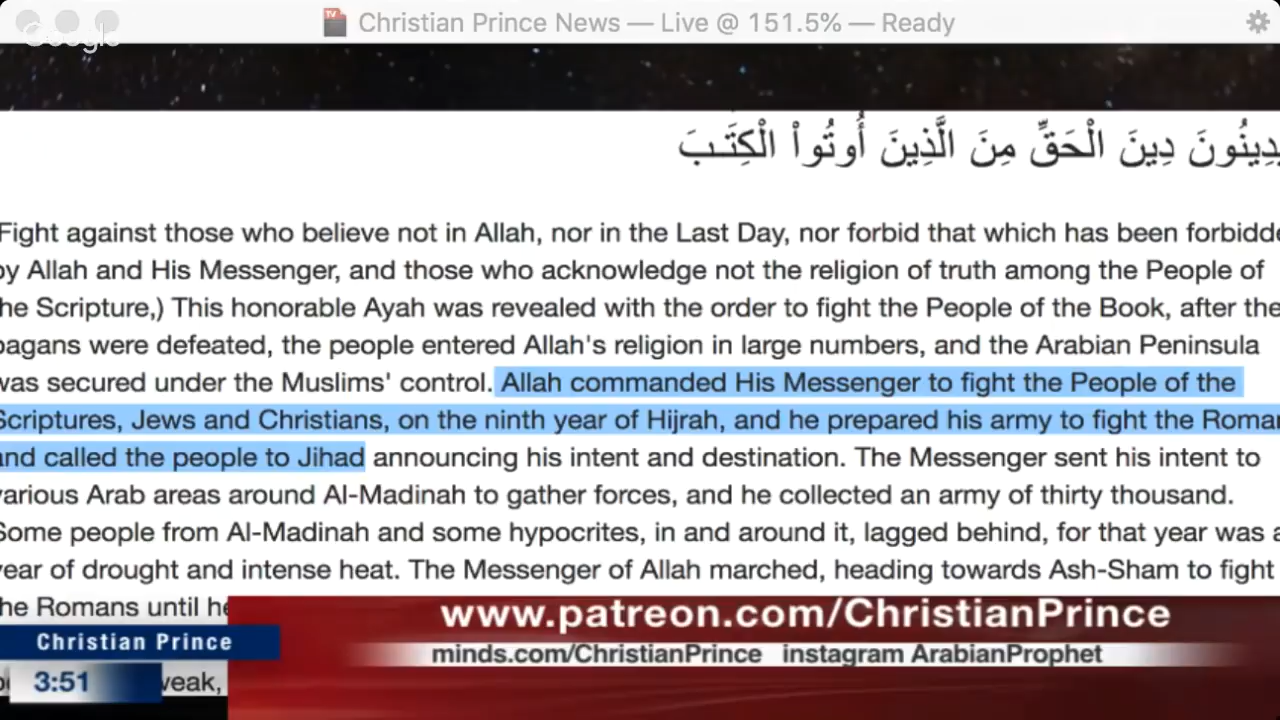 Christian Prince News — Live @ 151.5% — Ready
Google
يَدِينُونَ دِينَ الْحَقِّ مِنَ الَّذِينَ أُوتُواْ الْكِتَـبَ
Fight against those who believe not in Allah, nor in the Last Day, nor forbid that which has been forbidde
by Allah and His Messenger, and those who acknowledge not the religion of truth among the People of
he Scripture,) This honorable Ayah was revealed with the order to fight the People of the Book, after the
pagans were defeated, the people entered Allah's religion in large numbers, and the Arabian Peninsula
was secured under the Muslims' control. Allah commanded His Messenger to fight the People of the
Scriptures, Jews and Christians, on the ninth year of Hijrah, and he prepared his army to fight the Roman
and called the people to Jihad announcing his intent and destination. The Messenger sent his intent to
various Arab areas around Al-Madinah to gather forces, and he collected an army of thirty thousand.
Some people from Al-Madinah and some hypocrites, in and around it, lagged behind, for that year was a
year of drought and intense heat. The Messenger of Allah marched, heading towards Ash-Sham to fight
he Romans until he
www.patreon.com/ChristianPrince
Christian Prince
minds.com/ChristianPrince instagram ArabianProphet
3:51
weak,